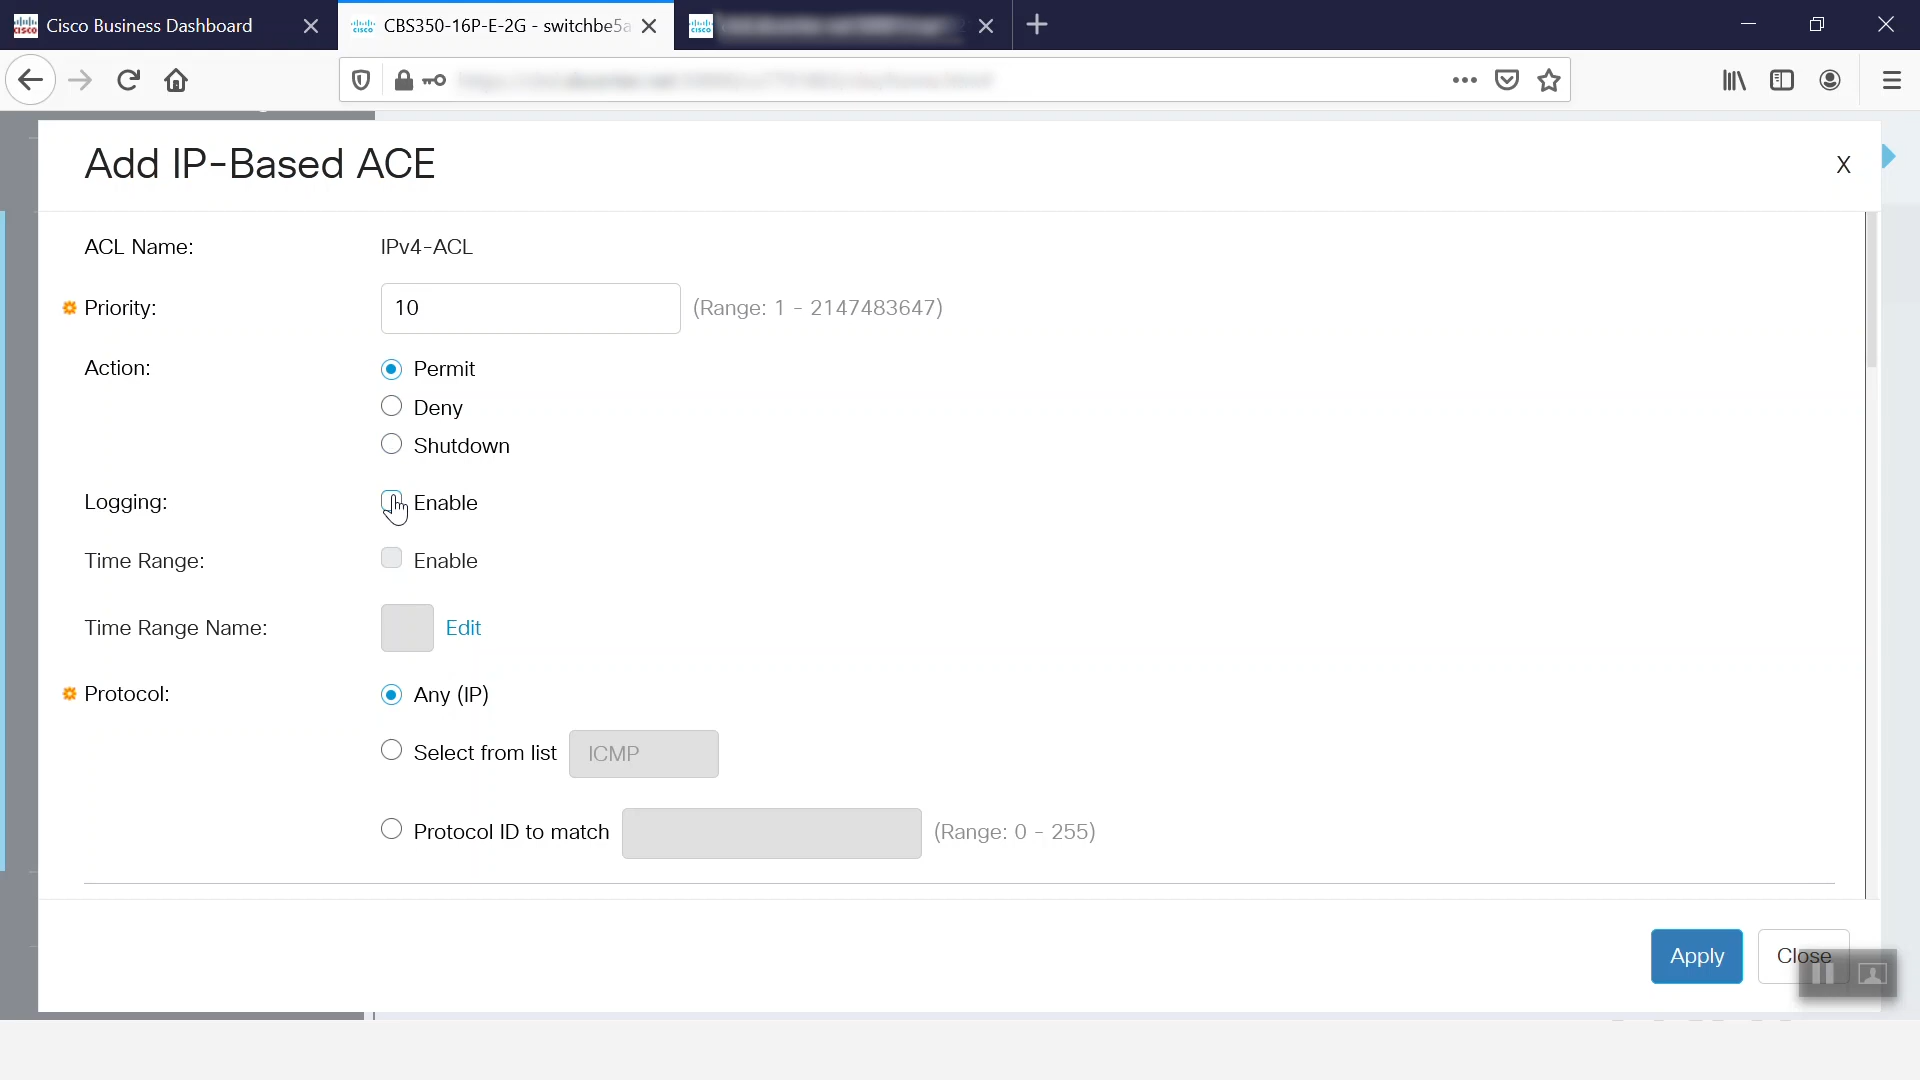 Cisco Business Dashboard
CBS350-16P-E-2G - switchbe5a
Add IP-Based ACE
X
ACL Name: IPv4-ACL
Priority: 10 (Range: 1 - 2147483647)
Action: Permit
Deny
Shutdown
Logging: Enable
Time Range: Enable
Time Range Name: Edit
Protocol: Any (IP)
Select from list ICMP
Protocol ID to match (Range: 0 - 255)
Apply Close